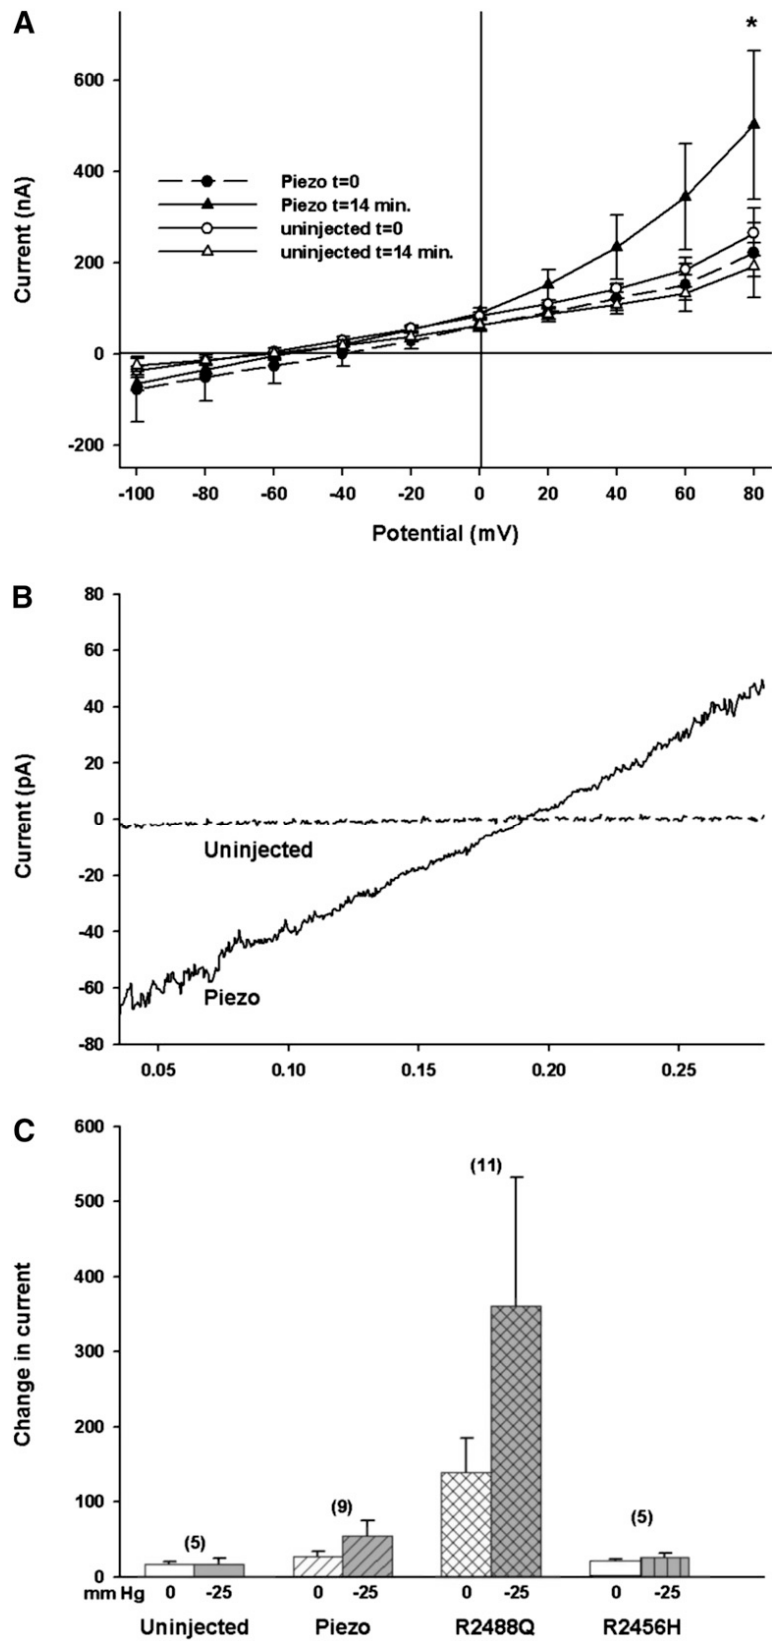 A
*
600
400
200
0
-200
Current (nA)
Piezo t=0
Piezo t=14 min.
uninjected t=0
uninjected t=14 min.
-100 -80 -60 -40 -20 0 20 40 60 80
Potential (mV)
B
80
60
40
20
0
-20
-40
-60
-80
Current (pA)
Uninjected
Piezo
0.05 0.10 0.15 0.20 0.25
C
600
500
400
300
200
100
0
Change in current
(5)
(9)
(11)
(5)
mm Hg 0 -25 0 -25 0 -25 0 -25
Uninjected Piezo R2488Q R2456H